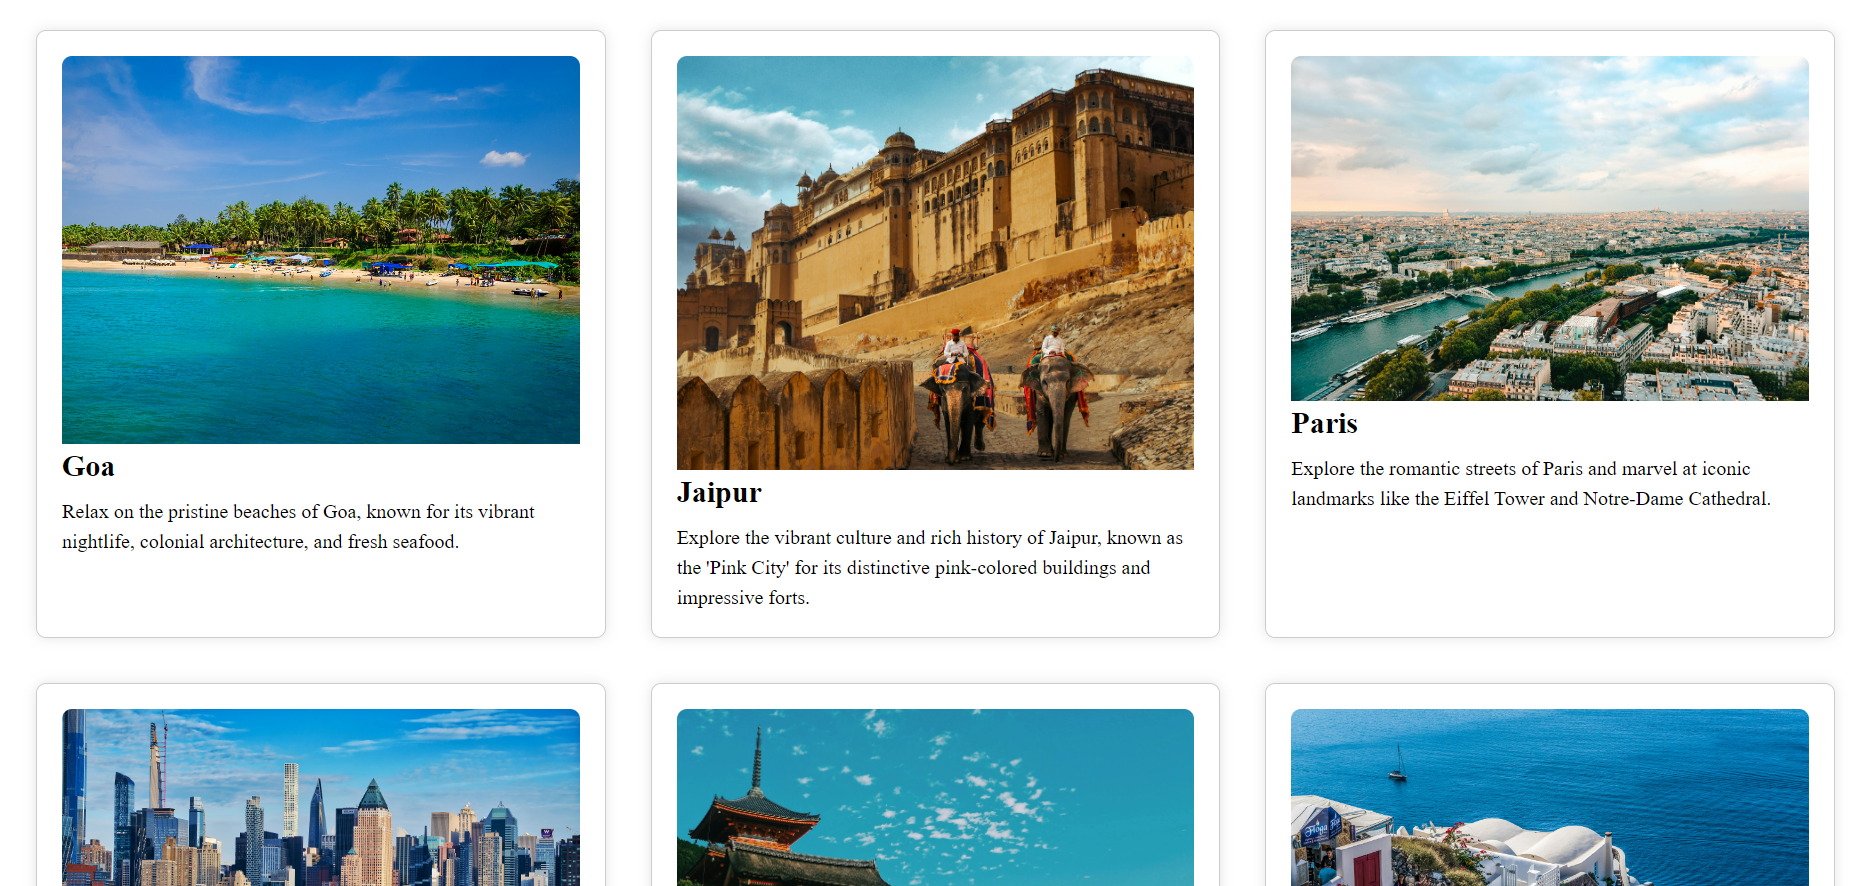 Goa
Relax on the pristine beaches of Goa, known for its vibrant
nightlife, colonial architecture, and fresh seafood.
Jaipur
Explore the vibrant culture and rich history of Jaipur, known as
the 'Pink City' for its distinctive pink-colored buildings and
impressive forts.
Paris
Explore the romantic streets of Paris and marvel at iconic
landmarks like the Eiffel Tower and Notre-Dame Cathedral.